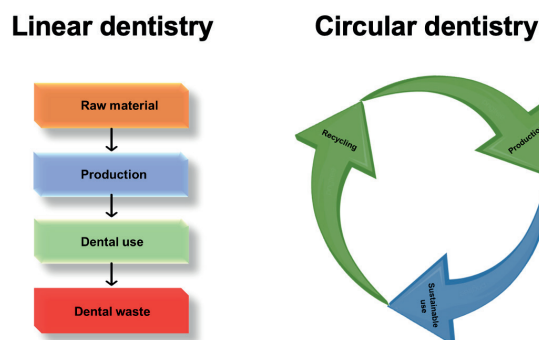 Linear dentistry
Circular dentistry
Raw material
Production
Dental use
Dental waste
Recycling
Production
Sustainable
use